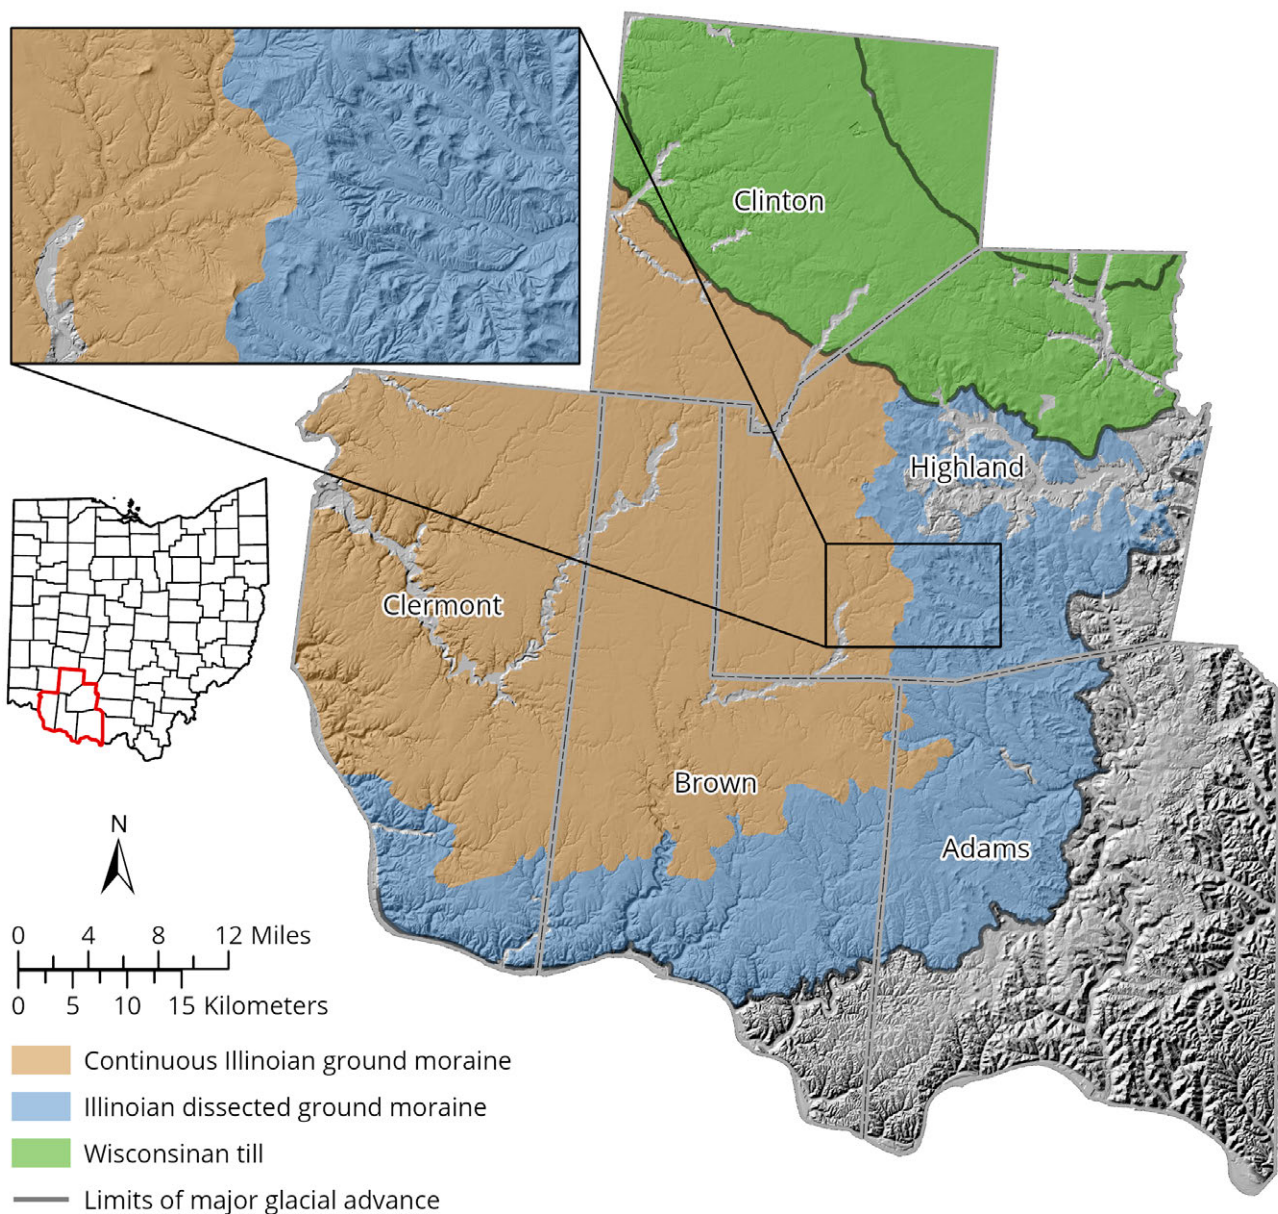 Clinton
Highland
Clermont
Brown
Adams
N
0 4 8 12 Miles
0 5 10 15 Kilometers
Continuous Illinoian ground moraine
Illinoian dissected ground moraine
Wisconsinan till
Limits of major glacial advance